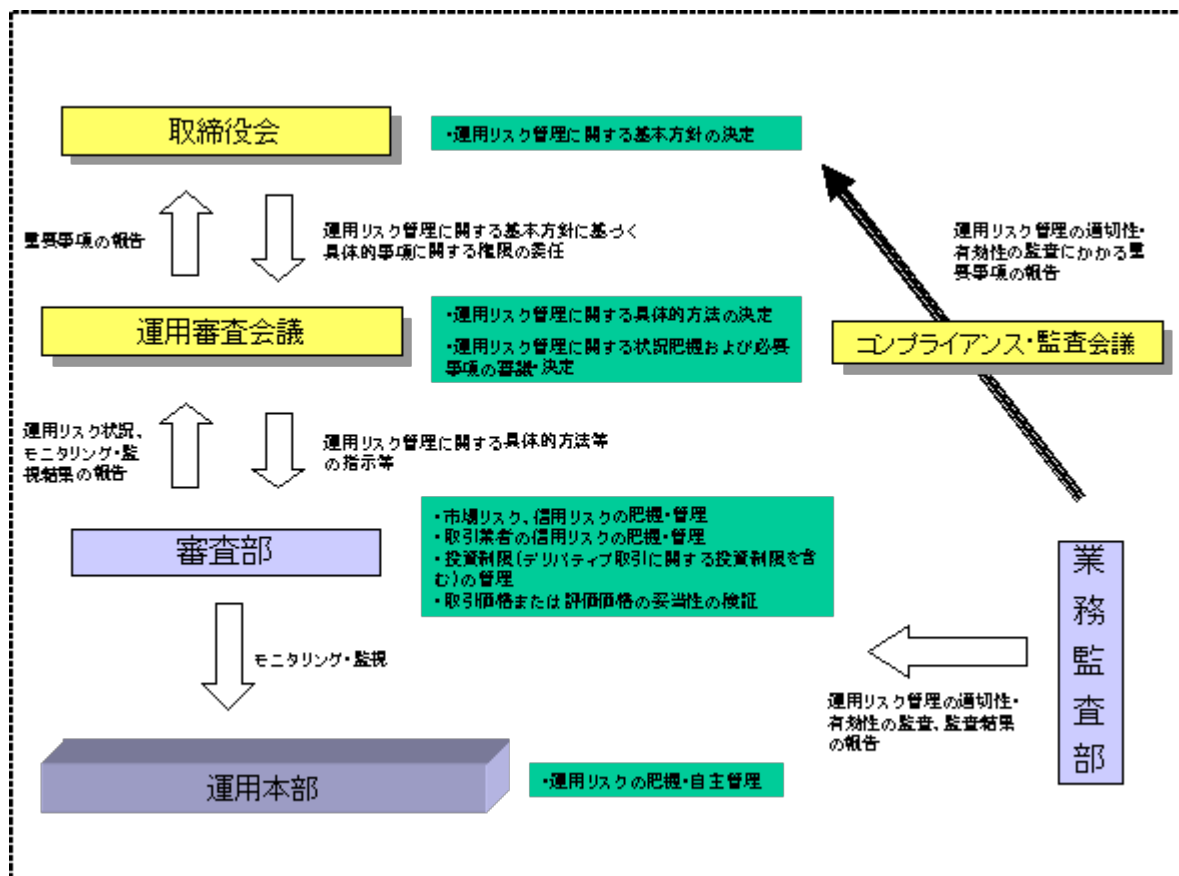 取締役会
・運用リスク管理に関する基本方針の決定
重要事項の報告
運用リスク管理に関する基本方針に基づく
具体的事項に関する権限の委任
運用リスク管理の適切性・
有効性の監査にかかる重
要事項の報告
運用審査会議
・運用リスク管理に関する具体的方法の決定
・運用リスク管理に関する状況把握および必要
事項の審議・決定
コンプライアンス・監査会議
運用リスク状況、
モニタリング・監
視結果の報告
運用リスク管理に関する具体的方法等
の指示等
審査部
・市場リスク、信用リスクの把握・管理
・取引業者の信用リスクの把握・管理
・投資制限(デリバティブ取引に関する投資制限を含
む)の管理
・取引価格または評価価格の妥当性の検証
業務監査部
モニタリング・監視
運用リスク管理の適切性・
有効性の監査、監査結果
の報告
運用本部
・運用リスクの把握・自主管理